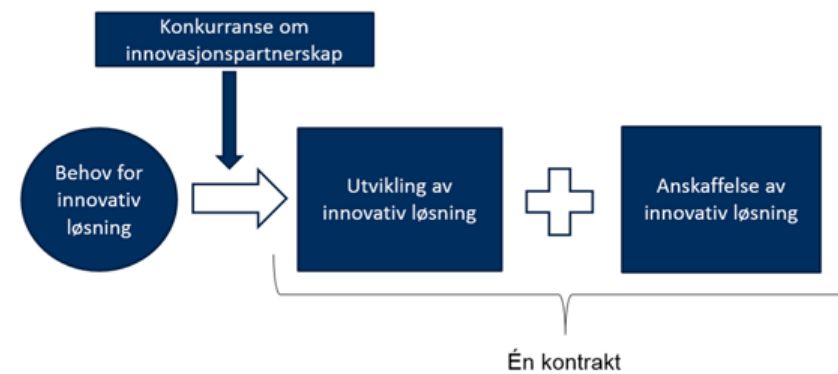 Konkurranse om
innovasjonspartnerskap
Behov for
innovativ
løsning
Utvikling av
innovativ løsning
Anskaffelse av
innovativ løsning
Én kontrakt